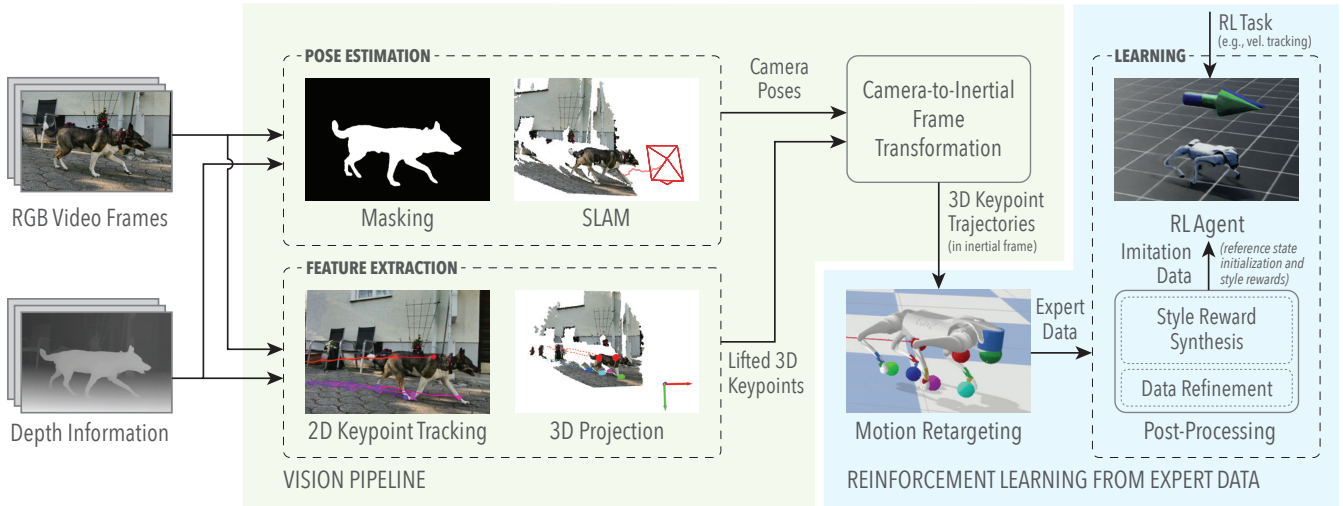 RGB Video Frames
Depth Information
POSE ESTIMATION
Masking
SLAM
FEATURE EXTRACTION
2D Keypoint Tracking
3D Projection
VISION PIPELINE
Camera
Poses
Lifted 3D
Keypoints
Camera-to-Inertial
Frame
Transformation
3D Keypoint
Trajectories
(in inertial frame)
Motion Retargeting
Expert
Data
RL Task
(e.g., vel. tracking)
LEARNING
RL Agent
Imitation
Data
(reference state
initialization and
style rewards)
Style Reward
Synthesis
Data Refinement
Post-Processing
REINFORCEMENT LEARNING FROM EXPERT DATA